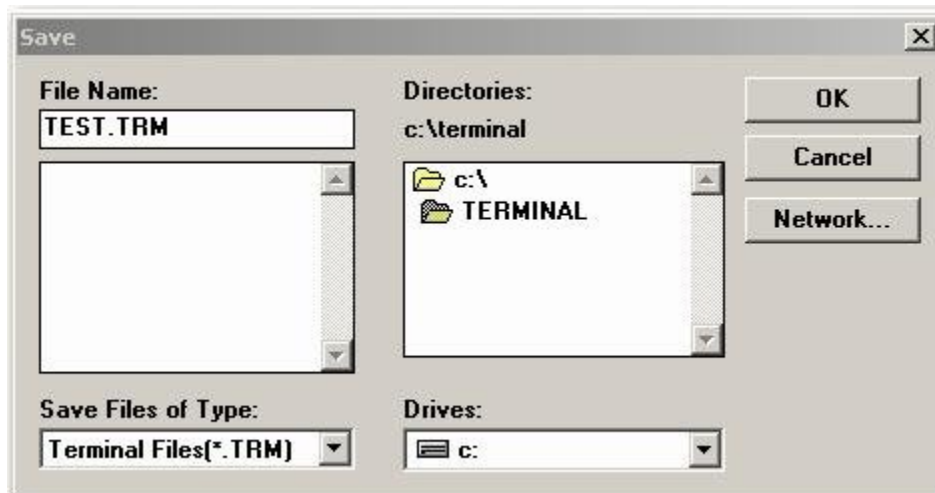 Save
File Name:
TEST.TRM
Directories:
c:\terminal
c:\
TERMINAL
OK
Cancel
Network...
Save Files of Type:
Terminal Files(*.TRM)
Drives:
c: